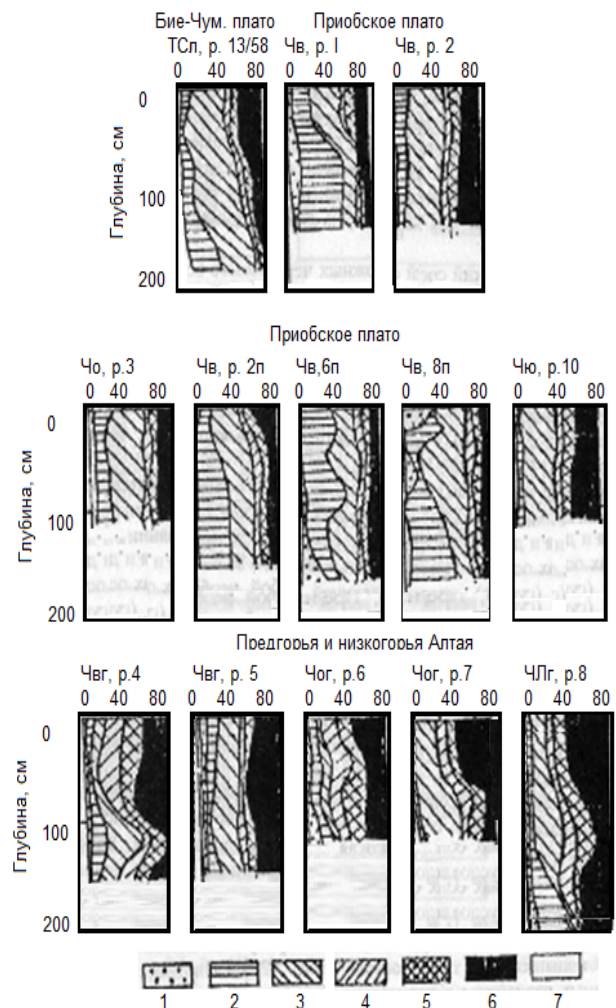 Бие-Чум. плато Приобское плато
ТСл, р. 13/58 Чв, р. I Чв, р. 2
0 40 80 0 40 80 0 40 80
Глубина, см
0
100
200
Приобское плато
Чо, р.3 Чв, р. 2п Чв,6п Чв, 8п Чю, р.10
0 40 80 0 40 80 0 40 80 0 40 80 0 40 80
Глубина, см
0
100
200
Предгорья и низкогорья Алтая
Чвг, р.4 Чвг, р. 5 Чог, р.6 Чог, р.7 ЧЛг, р.8
0 40 80 0 40 80 0 40 80 0 40 80 0 40 80
Глубина, см
0
100
200
1 2 3 4 5 6 7